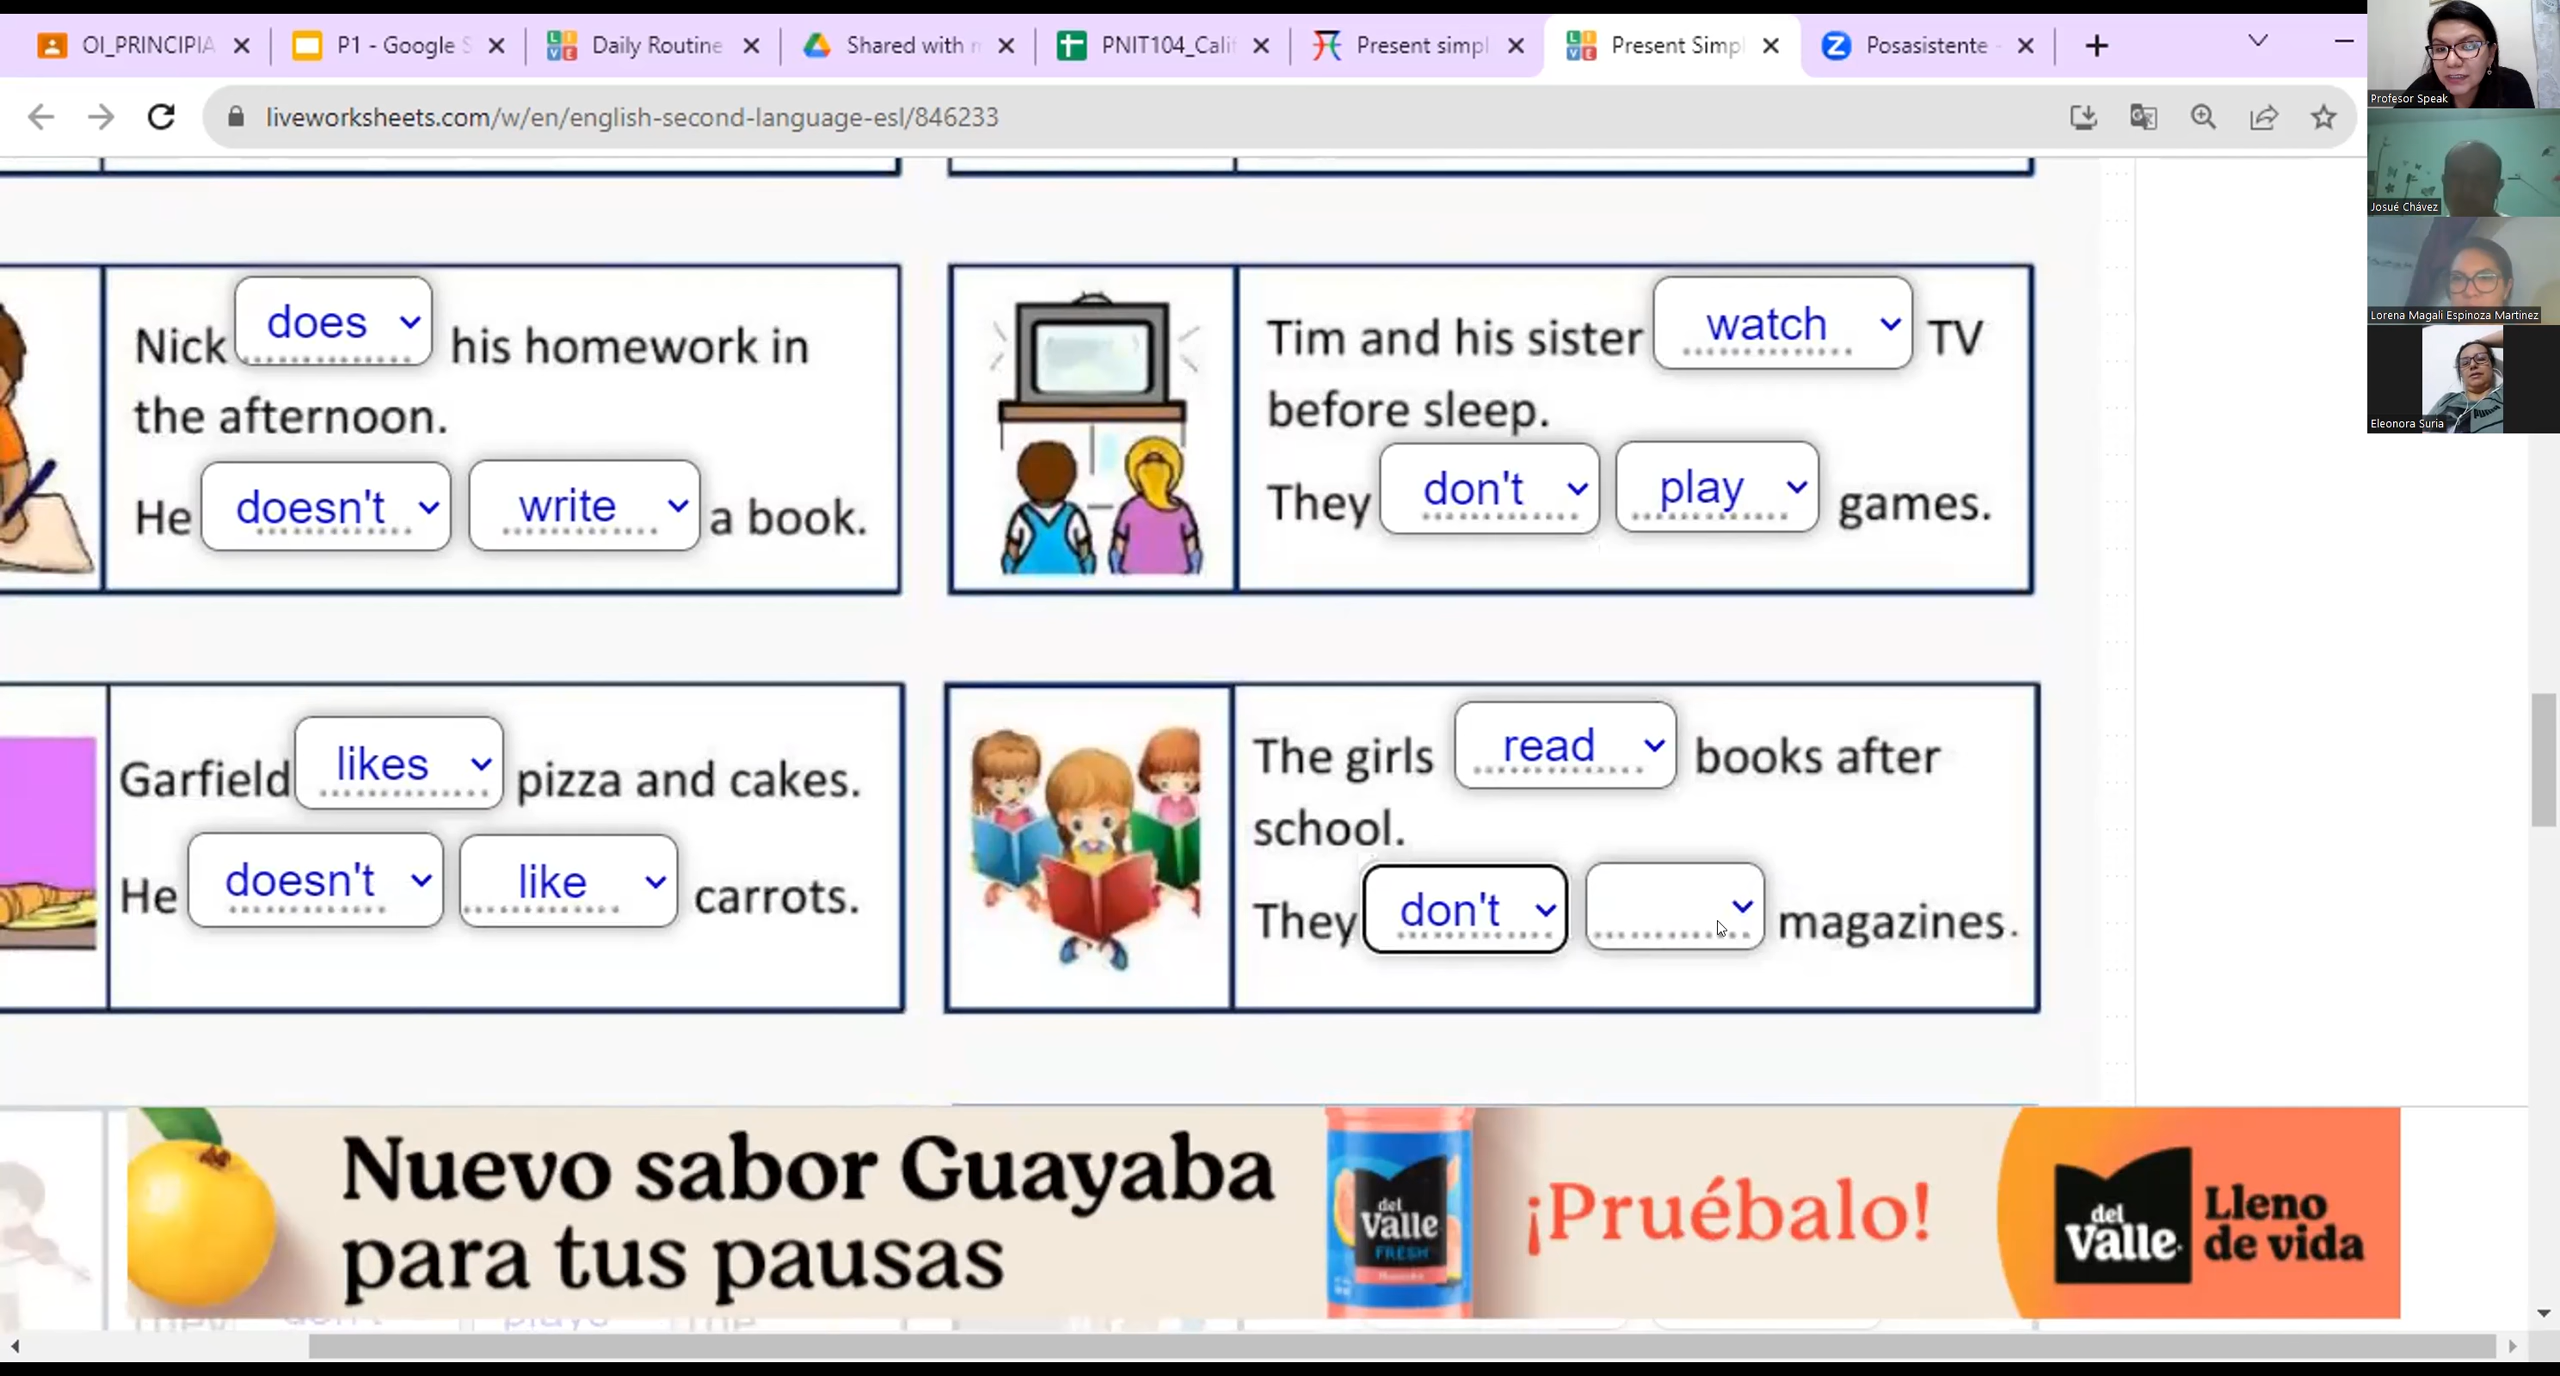 OI_PRINCIPIA
P1 - Google S
Daily Routine
Shared with m
PNIT104_Calif
Present simpl
Present Simpl
Posasistente -
liveworksheets.com/w/en/english-second-language-esl/846233
Profesor Speak
Josué Chávez
Lorena Magali Espinoza Martinez
Eleonora Suria
Nick does his homework in
the afternoon.
He doesn't write a book.
Tim and his sister watch TV
before sleep.
They don't play games.
Garfield likes pizza and cakes.
He doesn't like carrots.
The girls read books after
school.
They don't magazines.
Nuevo sabor Guayaba
para tus pausas
del
Valle
FRESH
¡Pruébalo!
del
Valle
Lleno
de vida